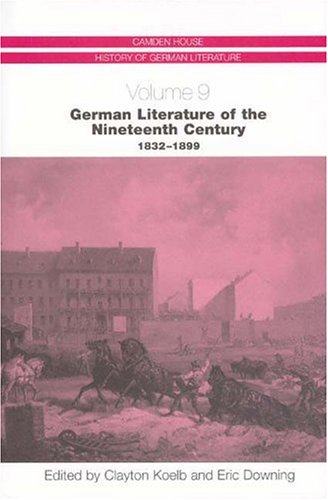 CAMDEN HOUSE
HISTORY OF GERMAN LITERATURE
Volume 9
German Literature of the
Nineteenth Century
1832–1899
Edited by Clayton Koelb and Eric Downing